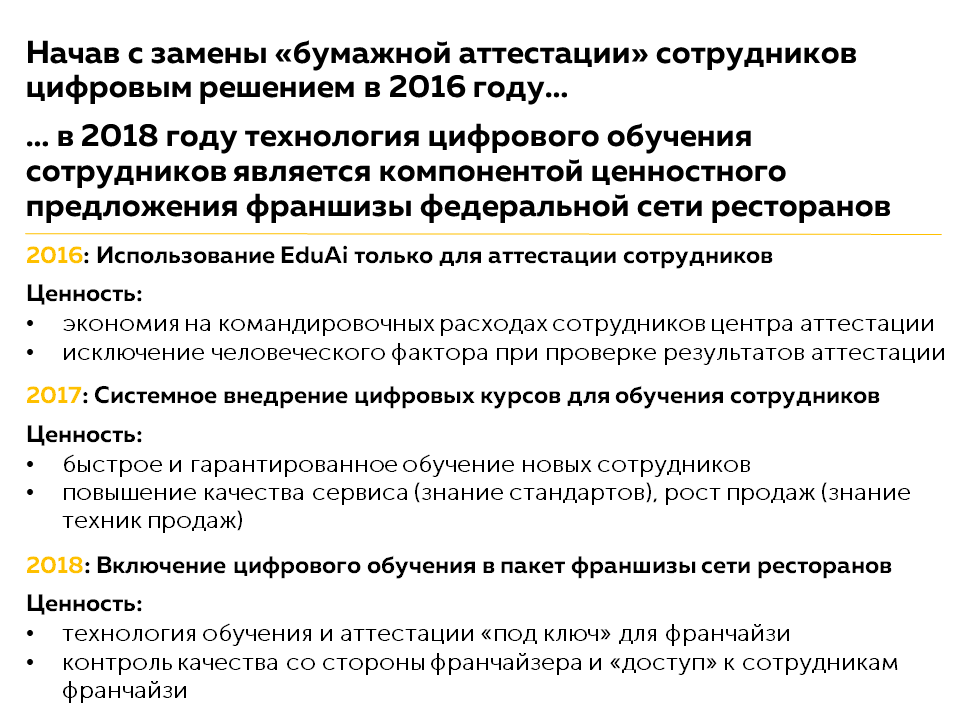 Начав с замены «бумажной аттестации» сотрудников
цифровым решением в 2016 году...
... в 2018 году технология цифрового обучения
сотрудников является компонентой ценностного
предложения франшизы федеральной сети ресторанов
2016: Использование EduAi только для аттестации сотрудников
Ценность:
• экономия на командировочных расходах сотрудников центра аттестации
• исключение человеческого фактора при проверке результатов аттестации
2017: Системное внедрение цифровых курсов для обучения сотрудников
Ценность:
• быстрое и гарантированное обучение новых сотрудников
• повышение качества сервиса (знание стандартов), рост продаж (знание
техник продаж)
2018: Включение цифрового обучения в пакет франшизы сети ресторанов
Ценность:
• технология обучения и аттестации «под ключ» для франчайзи
• контроль качества со стороны франчайзера и «доступ» к сотрудникам
франчайзи